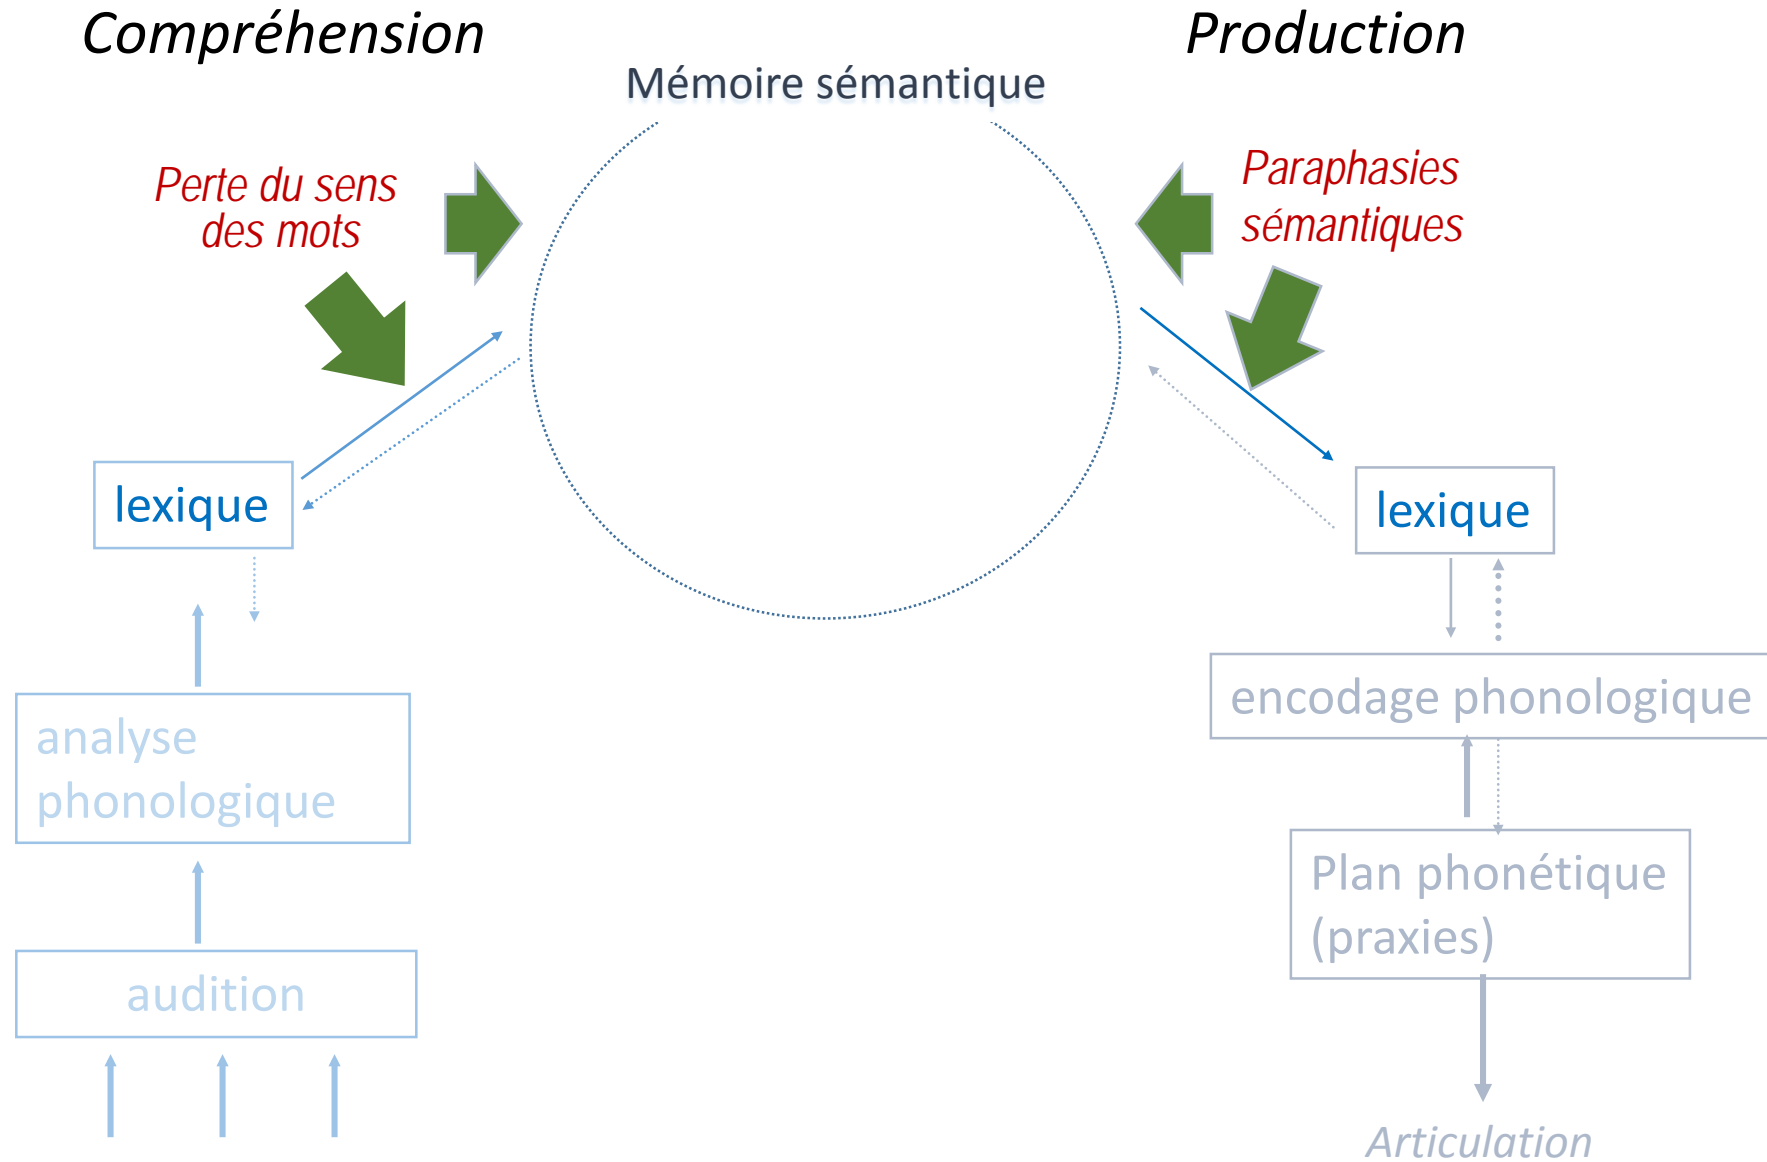 Compréhension
Production
Mémoire sémantique
Perte du sens
des mots
Paraphasies
sémantiques
lexique
lexique
analyse
phonologique
encodage phonologique
Plan phonétique
(praxies)
audition
Articulation